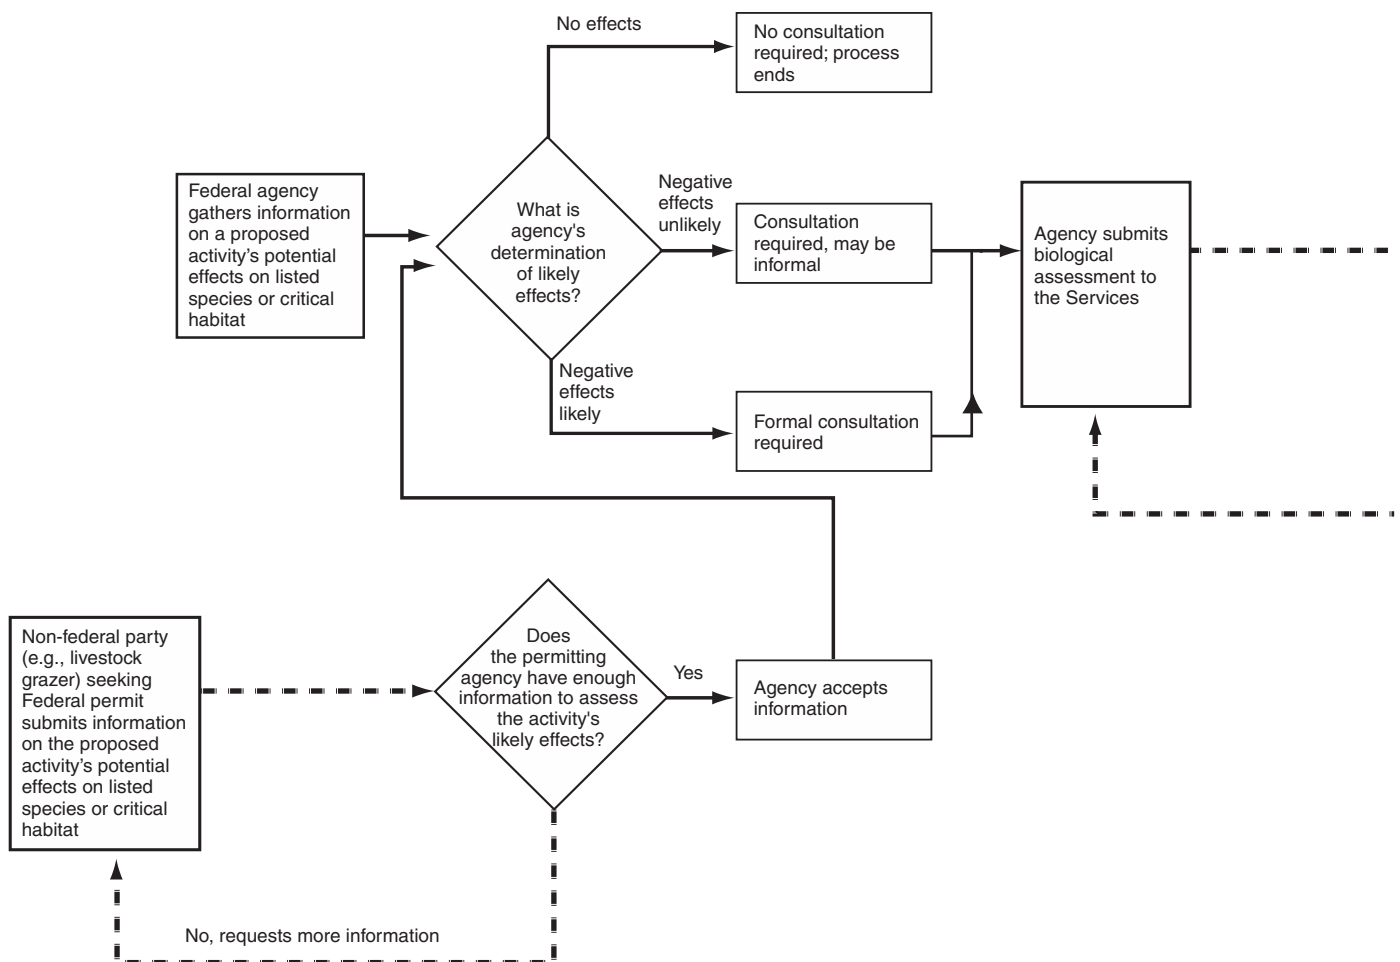 No effects
No consultation
required; process
ends
Federal agency
gathers information
on a proposed
activity’s potential
effects on listed
species or critical
habitat
What is
agency's
determination
of likely
effects?
Negative
effects
unlikely
Consultation
required, may be
informal
Agency submits
biological
assessment to
the Services
Negative
effects
likely
Formal consultation
required
Non-federal party
(e.g., livestock
grazer) seeking
Federal permit
submits information
on the proposed
activity’s potential
effects on listed
species or critical
habitat
Does
the permitting
agency have enough
information to assess
the activity's
likely effects?
Yes
Agency accepts
information
No, requests more information